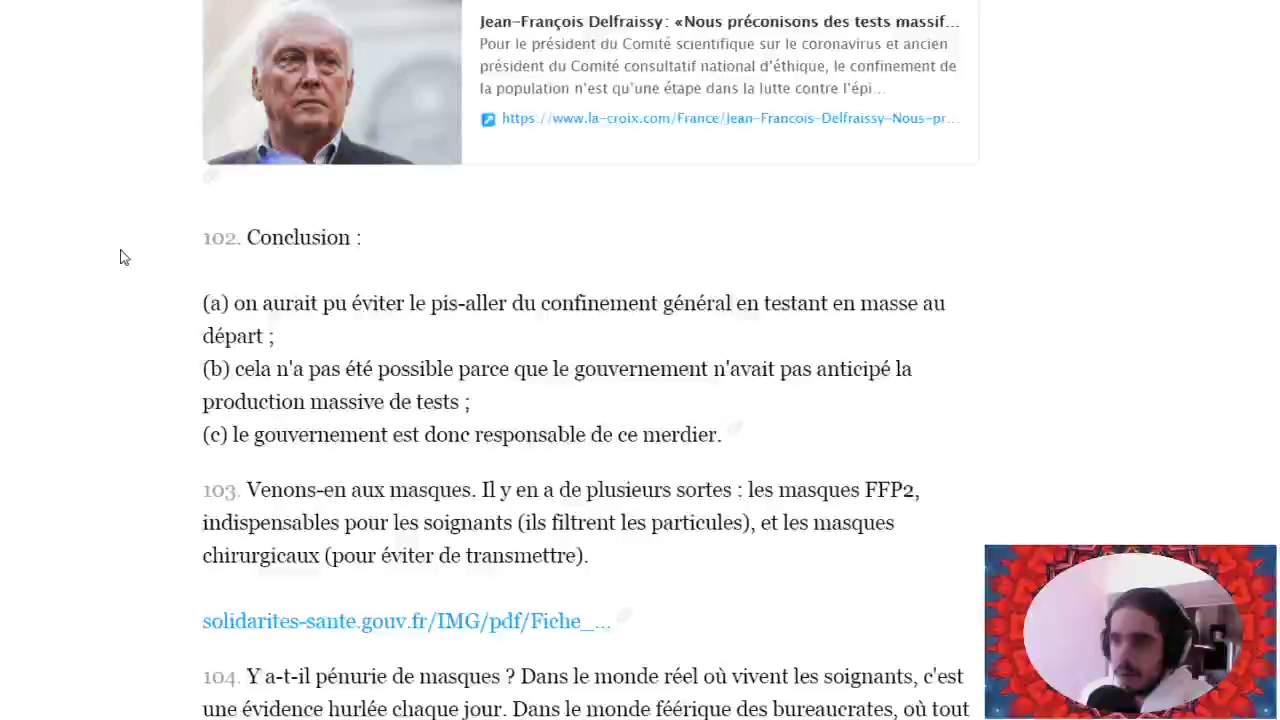 Jean-François Delfraissy: «Nous préconisons des tests massif...
Pour le président du Comité scientifique sur le coronavirus et ancien
président du Comité consultatif national d'éthique, le confinement de
la population n'est qu'une étape dans la lutte contre l'épi...
https://www.la-croix.com/France/Jean-Francois-Delfraissy-Nous-pr...
102. Conclusion :
(a) on aurait pu éviter le pis-aller du confinement général en testant en masse au
départ ;
(b) cela n'a pas été possible parce que le gouvernement n'avait pas anticipé la
production massive de tests ;
(c) le gouvernement est donc responsable de ce merdier.
103. Venons-en aux masques. Il y en a de plusieurs sortes : les masques FFP2,
indispensables pour les soignants (ils filtrent les particules), et les masques
chirurgicaux (pour éviter de transmettre).
solidarites-sante.gouv.fr/IMG/pdf/Fiche_...
104. Y a-t-il pénurie de masques ? Dans le monde réel où vivent les soignants, c'est
une évidence hurlée chaque jour. Dans le monde féerique des bureaucrates, où tout